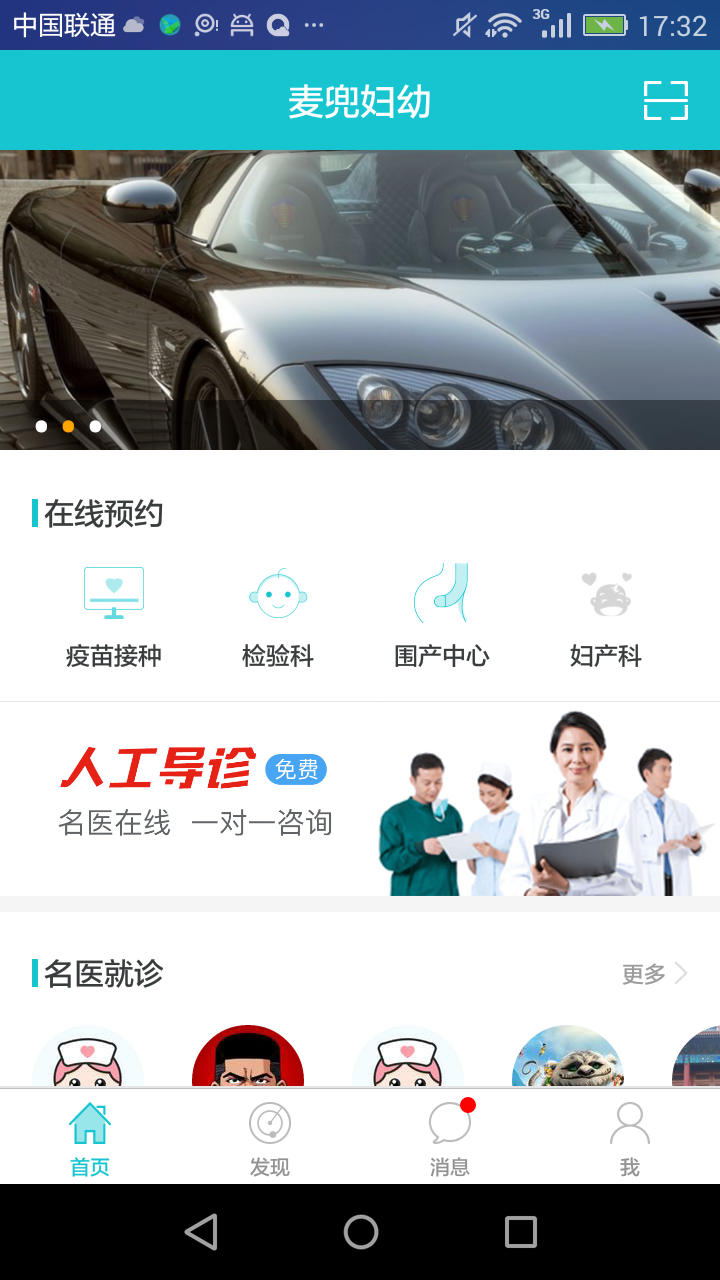 中国联通 ... 3G 17:32
麦兜妇幼
在线预约
疫苗接种 检验科 围产中心 妇产科
人工导诊 免费
名医在线 一对一咨询
名医就诊 更多
首页 发现 消息 我